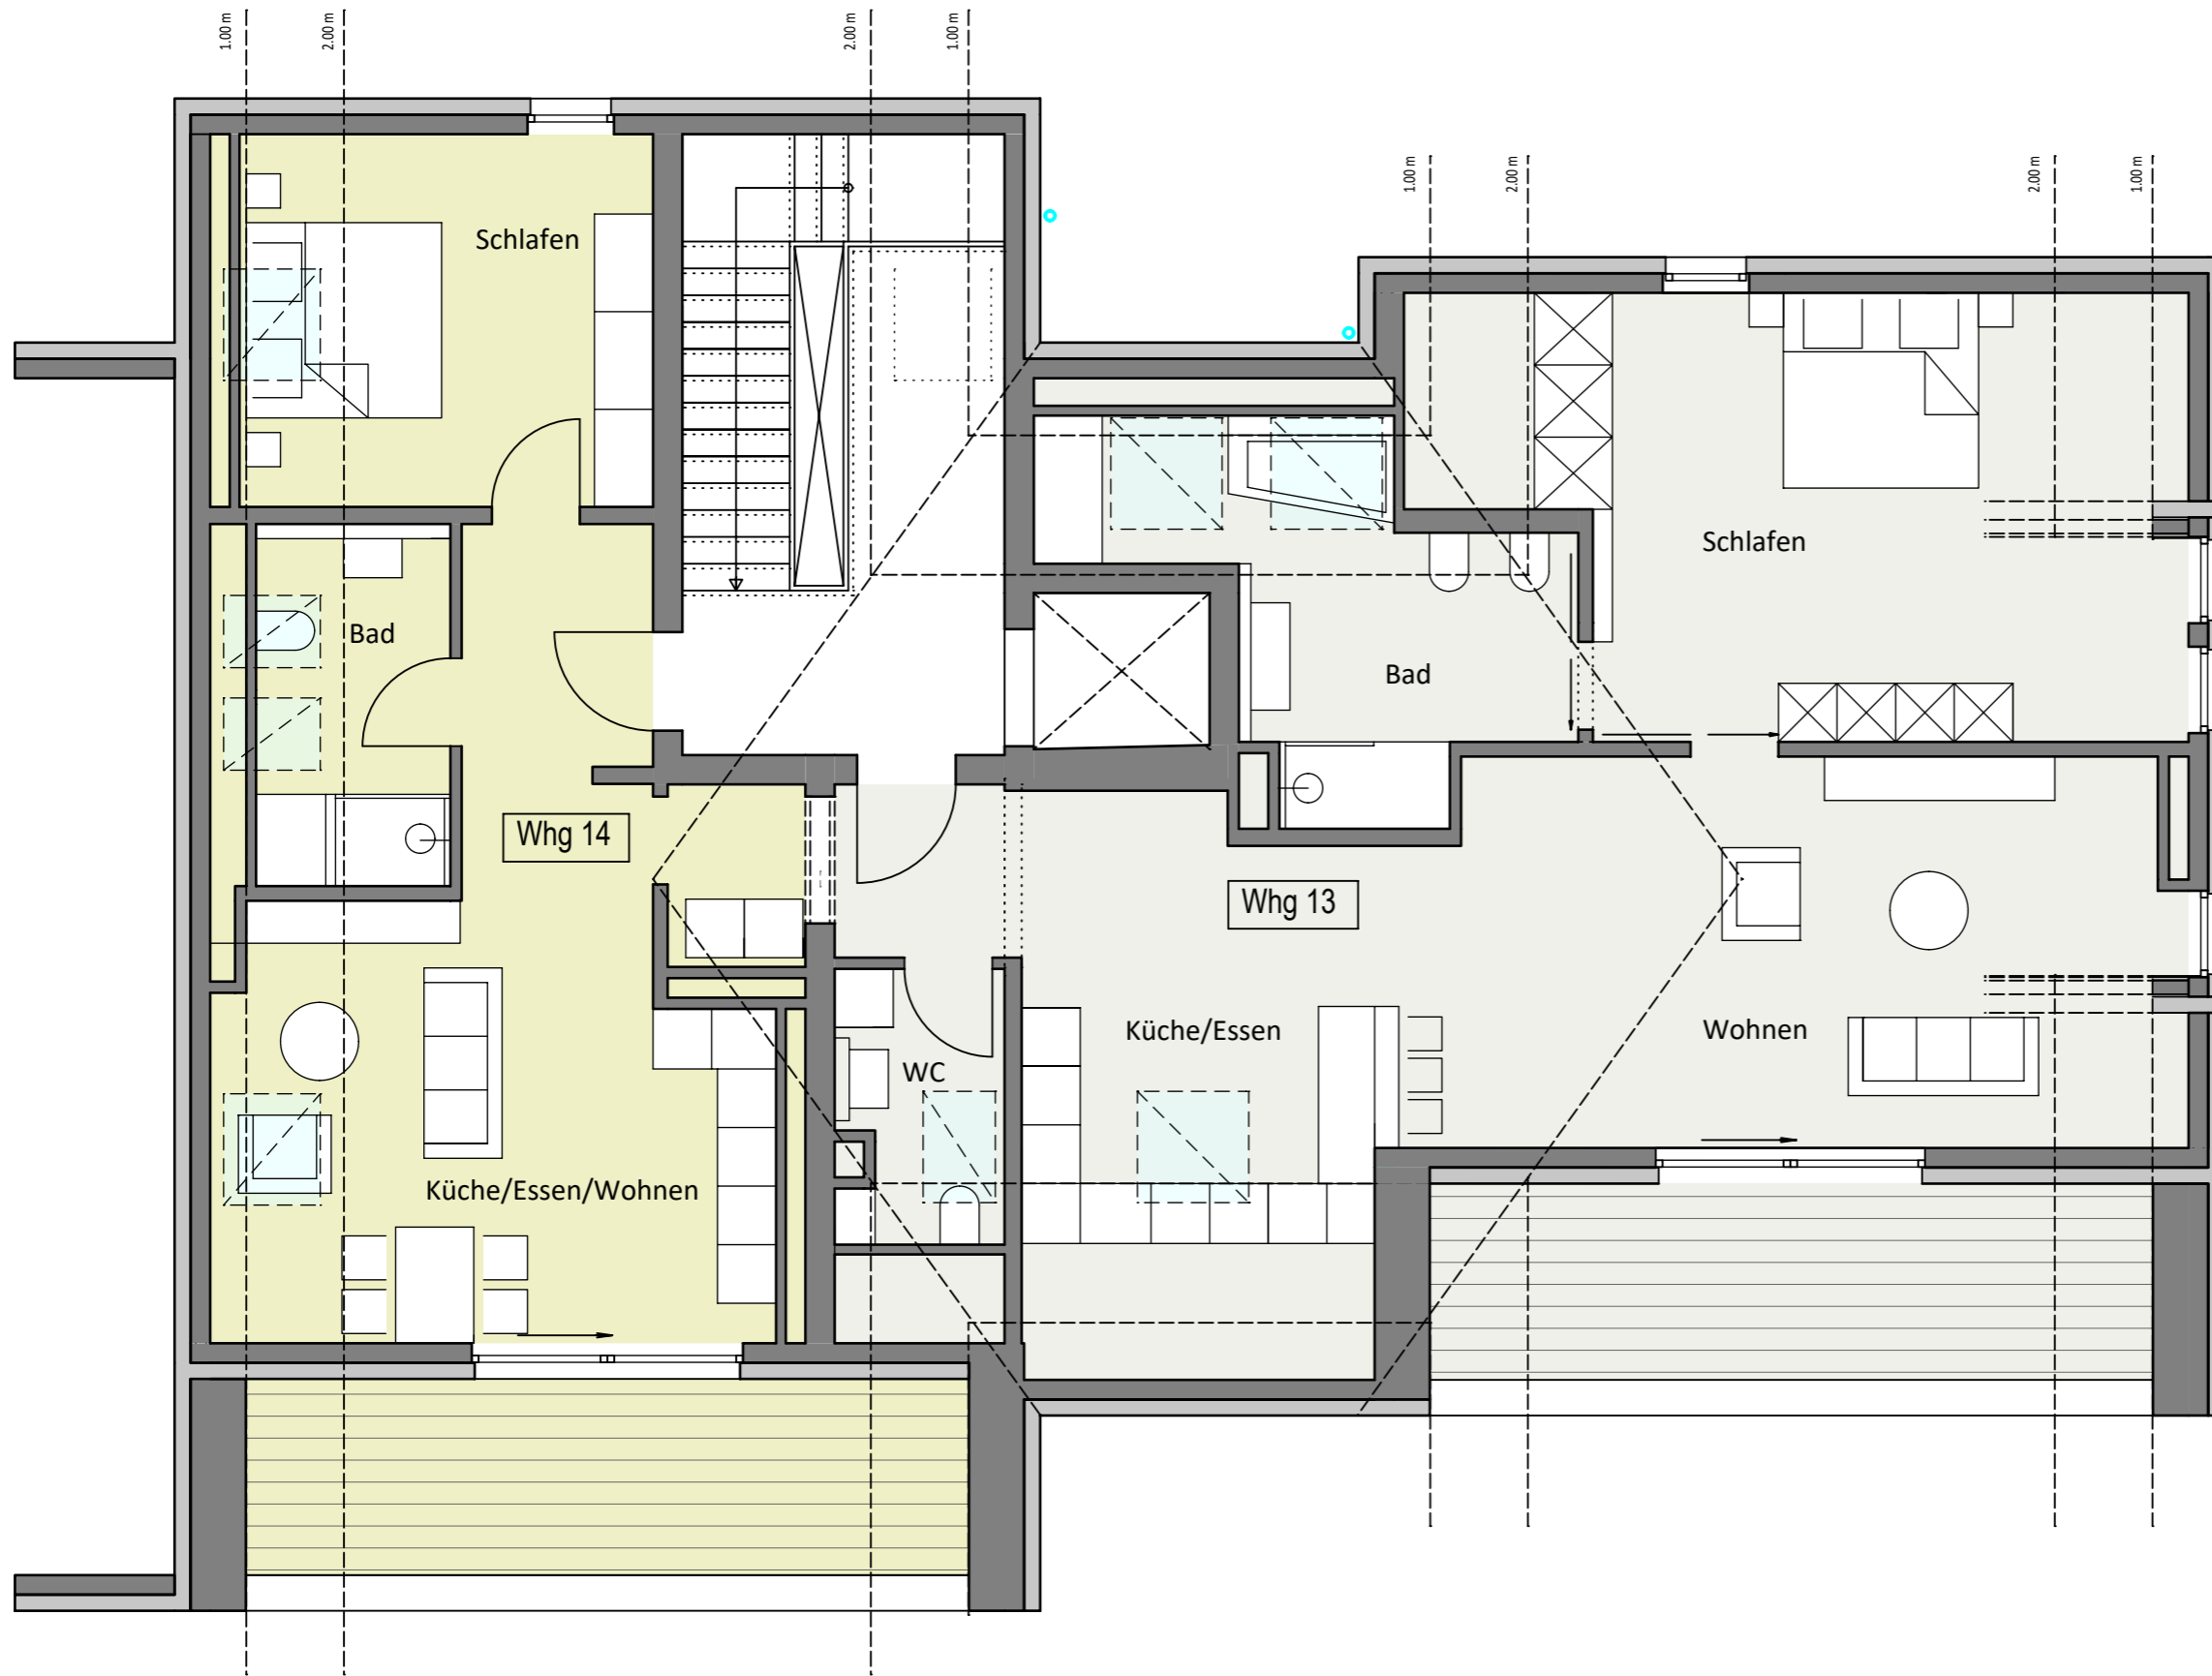 1.00 m
2.00 m
2.00 m
1.00 m
1.00 m
2.00 m
2.00 m
1.00 m
Schlafen
Schlafen
Bad
Bad
Whg 14
Whg 13
Küche/Essen
Wohnen
WC
Küche/Essen/Wohnen